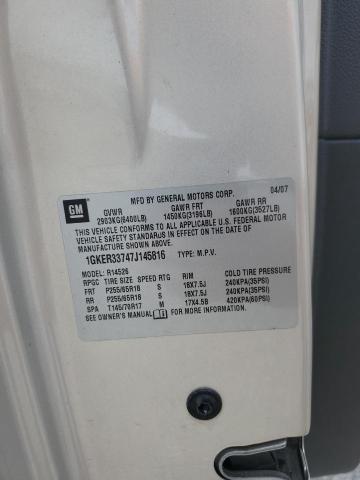 GM
MFD BY GENERAL MOTORS CORP. 04/07
GVWR GAWR FRT GAWR RR
2903KG(6400LB) 1450KG(3196LB) 1600KG(3527LB)
THIS VEHICLE CONFORMS TO ALL APPLICABLE U.S. FEDERAL MOTOR
VEHICLE SAFETY STANDARDS IN EFFECT ON THE DATE OF
MANUFACTURE SHOWN ABOVE.
1GKER33747J145816 TYPE: M.P.V.
MODEL: R14526
RPGC TIRE SIZE SPEED RTG RIM COLD TIRE PRESSURE
FRT P255/65R18 S 18X7.5J 240KPA(35PSI)
RR P255/65R18 S 18X7.5J 240KPA(35PSI)
SPA T145/70R17 M 17X4.5B 420KPA(60PSI)
SEE OWNER'S MANUAL FOR MORE INFORMATION.